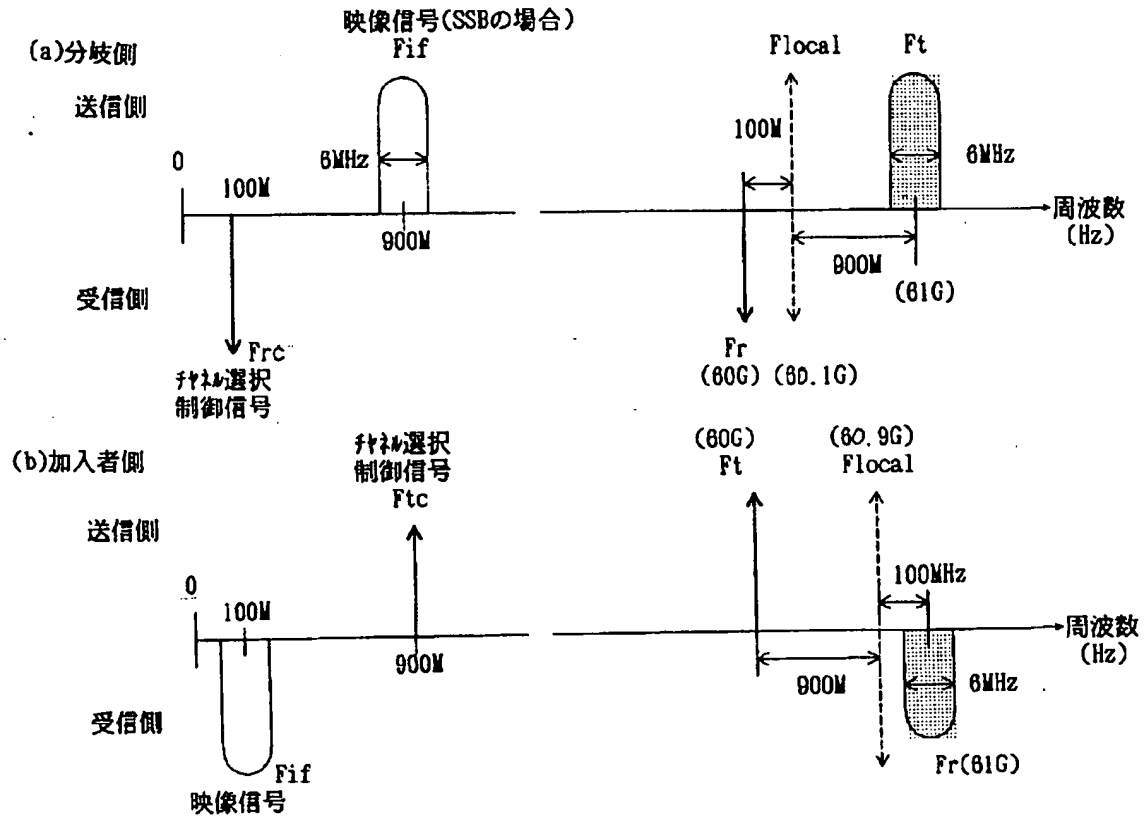 映像信号(SSBの場合)
(a)分岐側
Fif
Flocal
Ft
送信側
100M
0
6MHz
6MHz
100M
周波数
(Hz)
900M
900M
(61G)
受信側
Frc
Fr
チャネル選択
制御信号
(60G)
(60.1G)
チャネル選択
制御信号
Ftc
(60G)
Ft
(60.9G)
Flocal
(b)加入者側
送信側
0
100MHz
100M
周波数
(Hz)
900M
900M
6MHz
受信側
Fif
映像信号
Fr(61G)